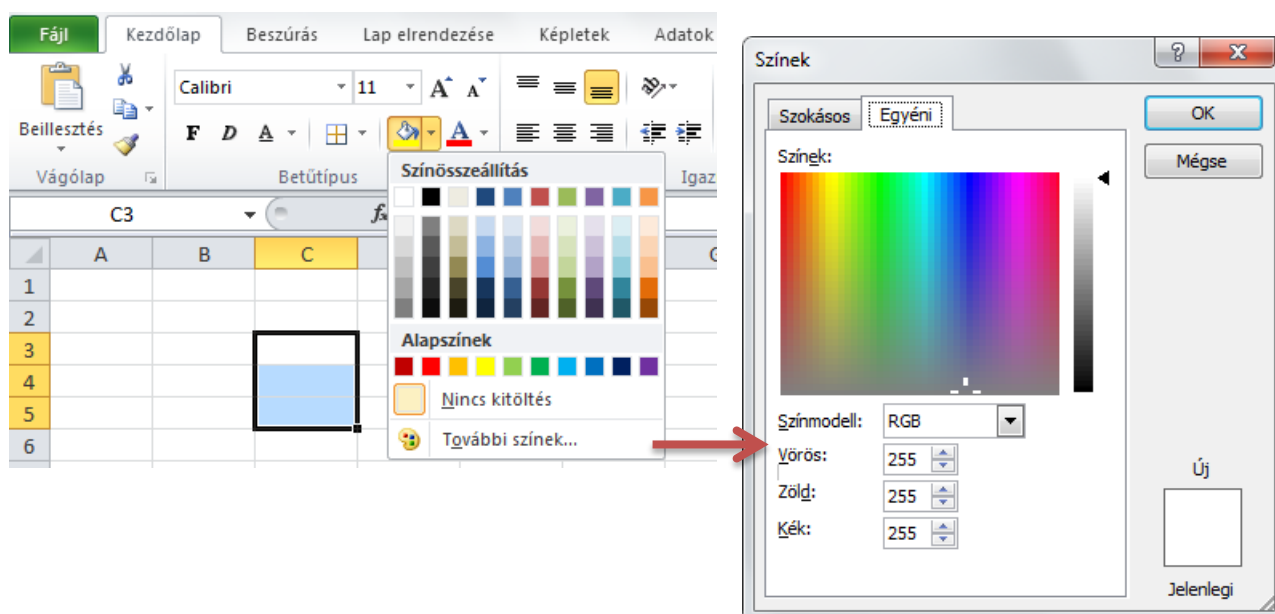 Fájl Kezdőlap Beszúrás Lap elrendezése Képletek Adatok
Calibri 11 A A
Beillesztés
F D A A
Vágólap Betűtípus Igaz
C3 fx
A B C G
1
2
3
4
5
6
Színösszeállítás
Alapszínek
Nincs kitöltés
További színek...
Színek ? X
Szokásos Egyéni
OK
Mégse
Színek:
Színmodell: RGB
Vörös: 255
Zöld: 255
Kék: 255
Új
Jelenlegi